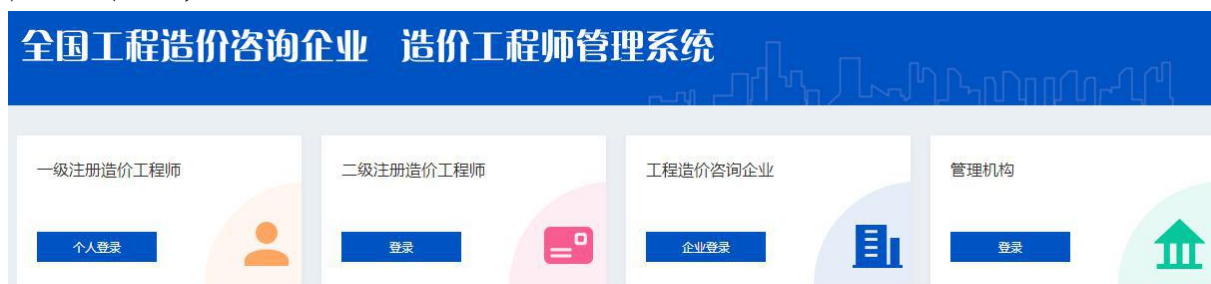 全国工程造价咨询企业 造价工程师管理系统
一级注册造价工程师
二级注册造价工程师
工程造价咨询企业
管理机构
个人登录
登录
企业登录
登录